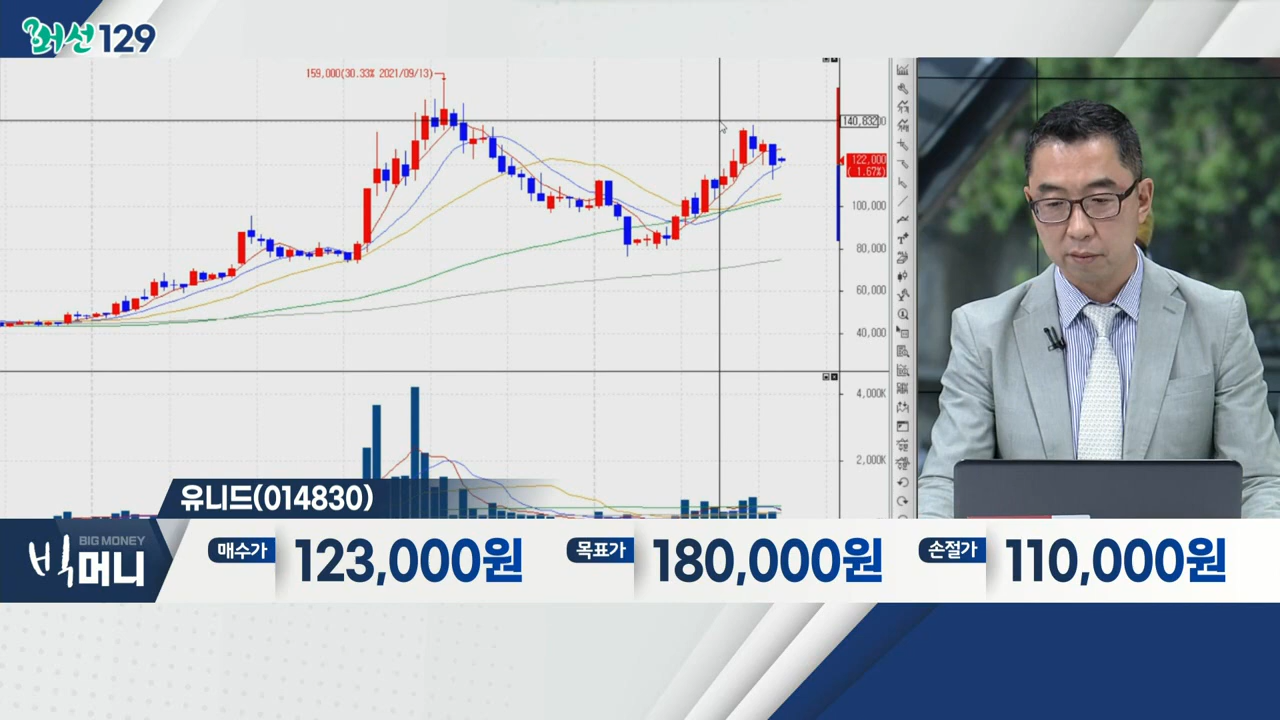 머선129
159,000(30.33% 2021/09/13)
140,832
122,000
( 1.67%)
100,000
80,000
60,000
40,000
4,000K
2,000K
유니드(014830)
BIG MONEY
빅머니
매수가 123,000원 목표가 180,000원 손절가 110,000원